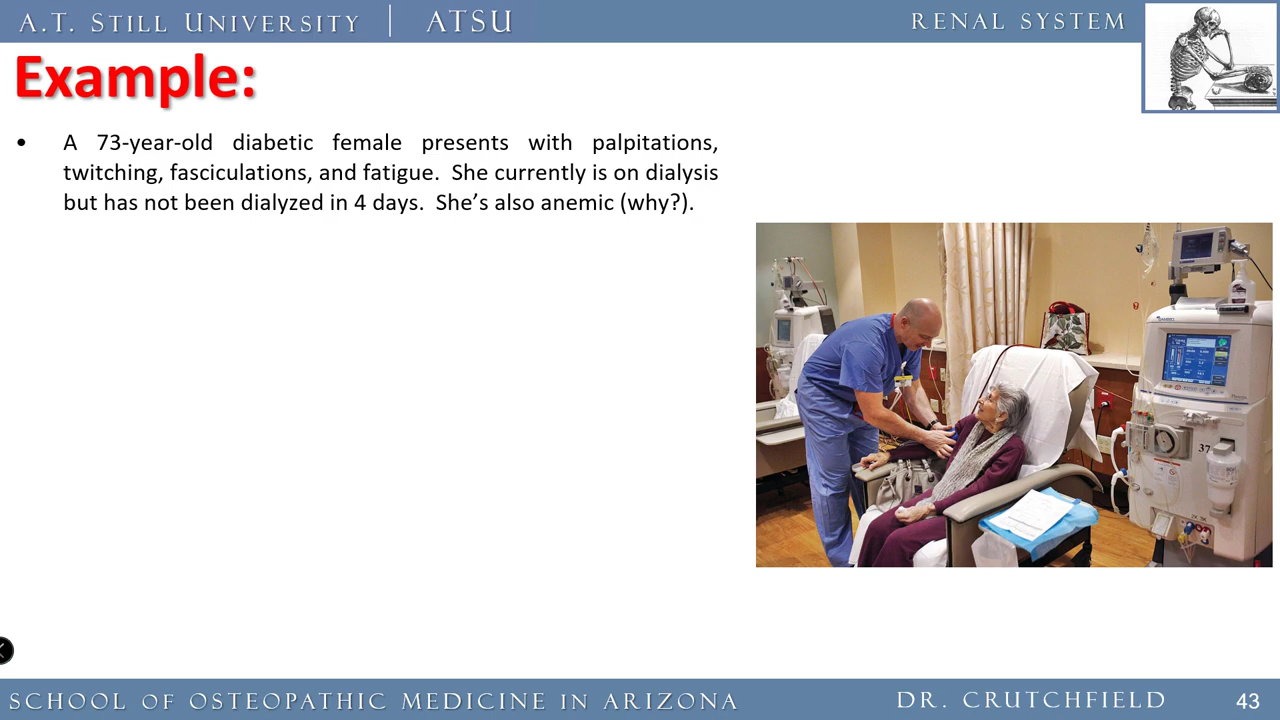 A.T. STILL UNIVERSITY | ATSU
RENAL SYSTEM
Example:
• A 73-year-old diabetic female presents with palpitations,
twitching, fasciculations, and fatigue. She currently is on dialysis
but has not been dialyzed in 4 days. She’s also anemic (why?).
37
SCHOOL OF OSTEOPATHIC MEDICINE IN ARIZONA
DR. CRUTCHFIELD
43